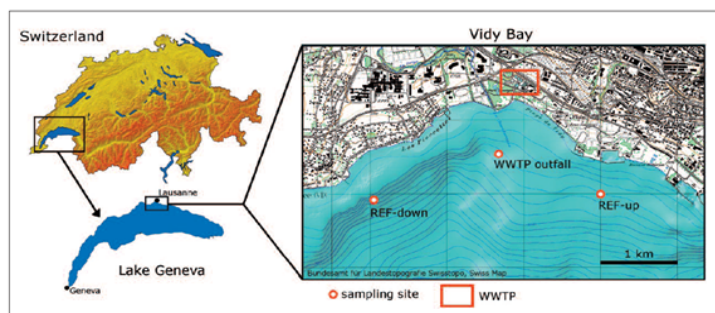 Switzerland
Vidy Bay
WWTP outfall
REF-down
REF-up
Lausanne
Lake Geneva
Geneva
1 km
Bundesamt für Landestopografie Swisstopo, Swiss Map
sampling site
WWTP